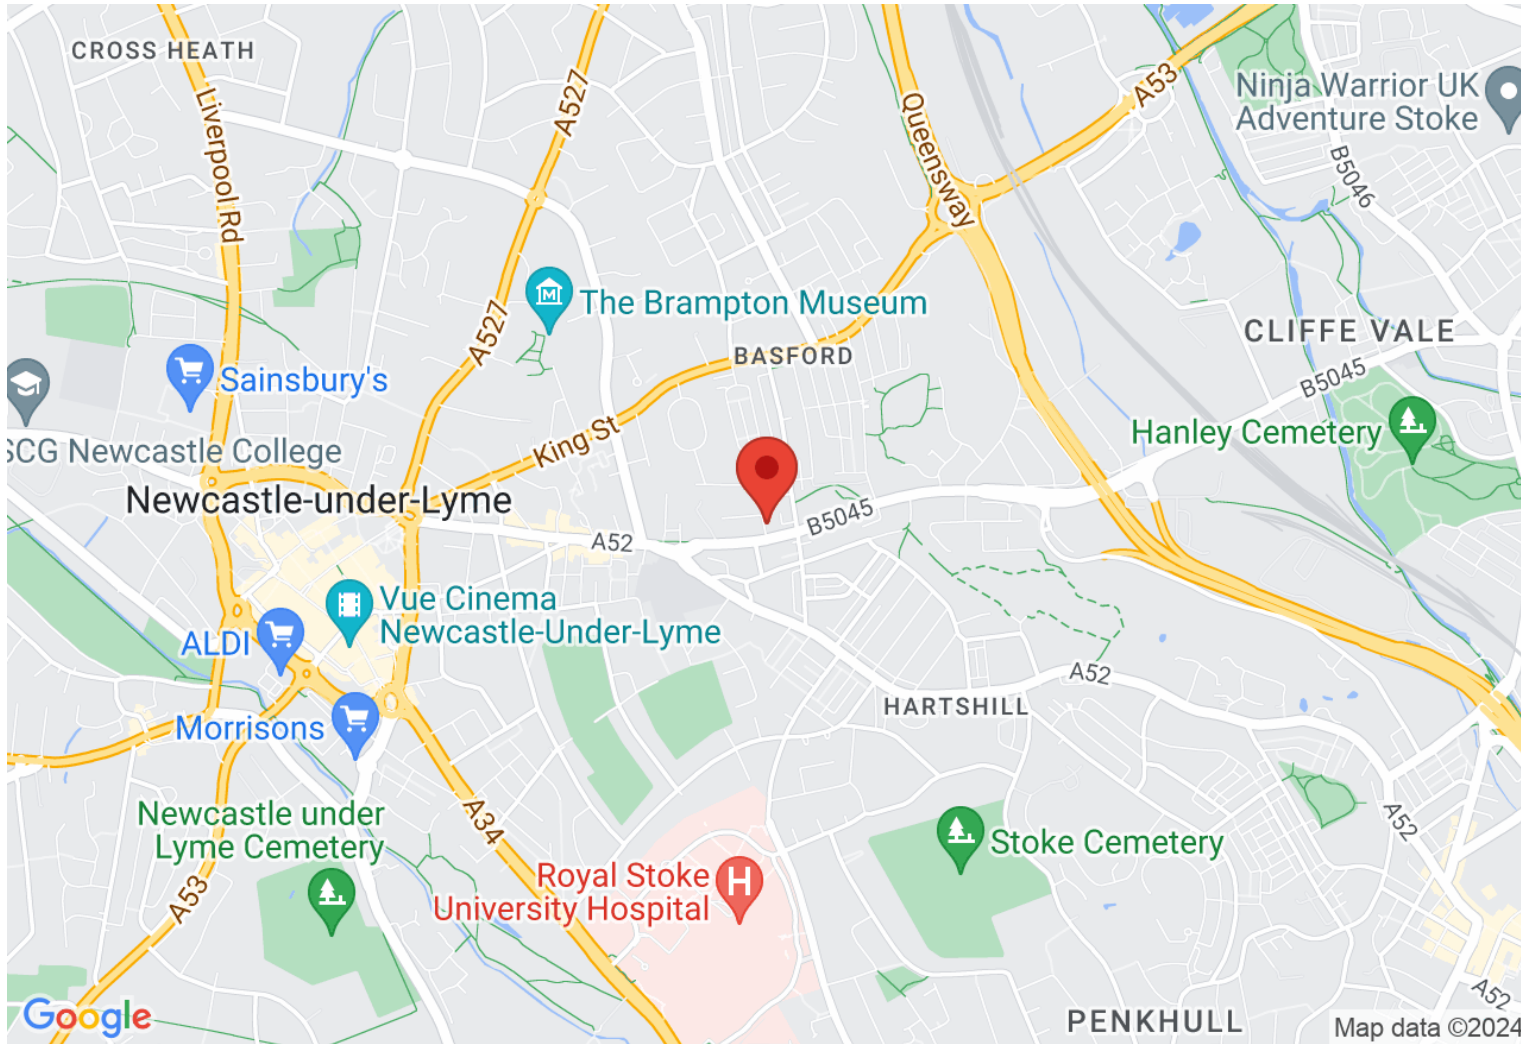 CROSS HEATH
Liverpool Rd
A527
Queensway
A53
Ninja Warrior UK
Adventure Stoke
B5046
The Brampton Museum
A527
BASFORD
CLIFFE VALE
B5045
Sainsbury's
King St
Hanley Cemetery
SCG Newcastle College
Newcastle-under-Lyme
A52
B5045
Vue Cinema
Newcastle-Under-Lyme
ALDI
A52
HARTSHILL
Morrisons
Newcastle under
Lyme Cemetery
A34
A52
Stoke Cemetery
Royal Stoke
University Hospital
H
A53
A52
Google
PENKHULL
Map data ©2024